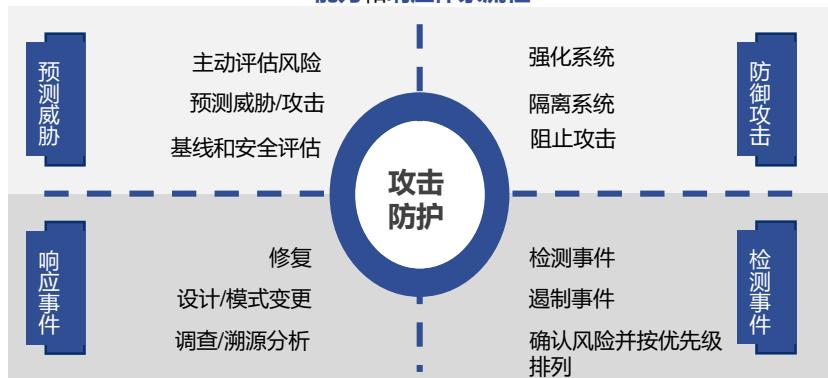 预测威胁
主动评估风险
预测威胁/攻击
基线和安全评估
强化系统
隔离系统
阻止攻击
防御攻击
攻击
防护
响应事件
修复
设计/模式变更
调查/溯源分析
检测事件
遏制事件
确认风险并按优先级
排列
检测事件